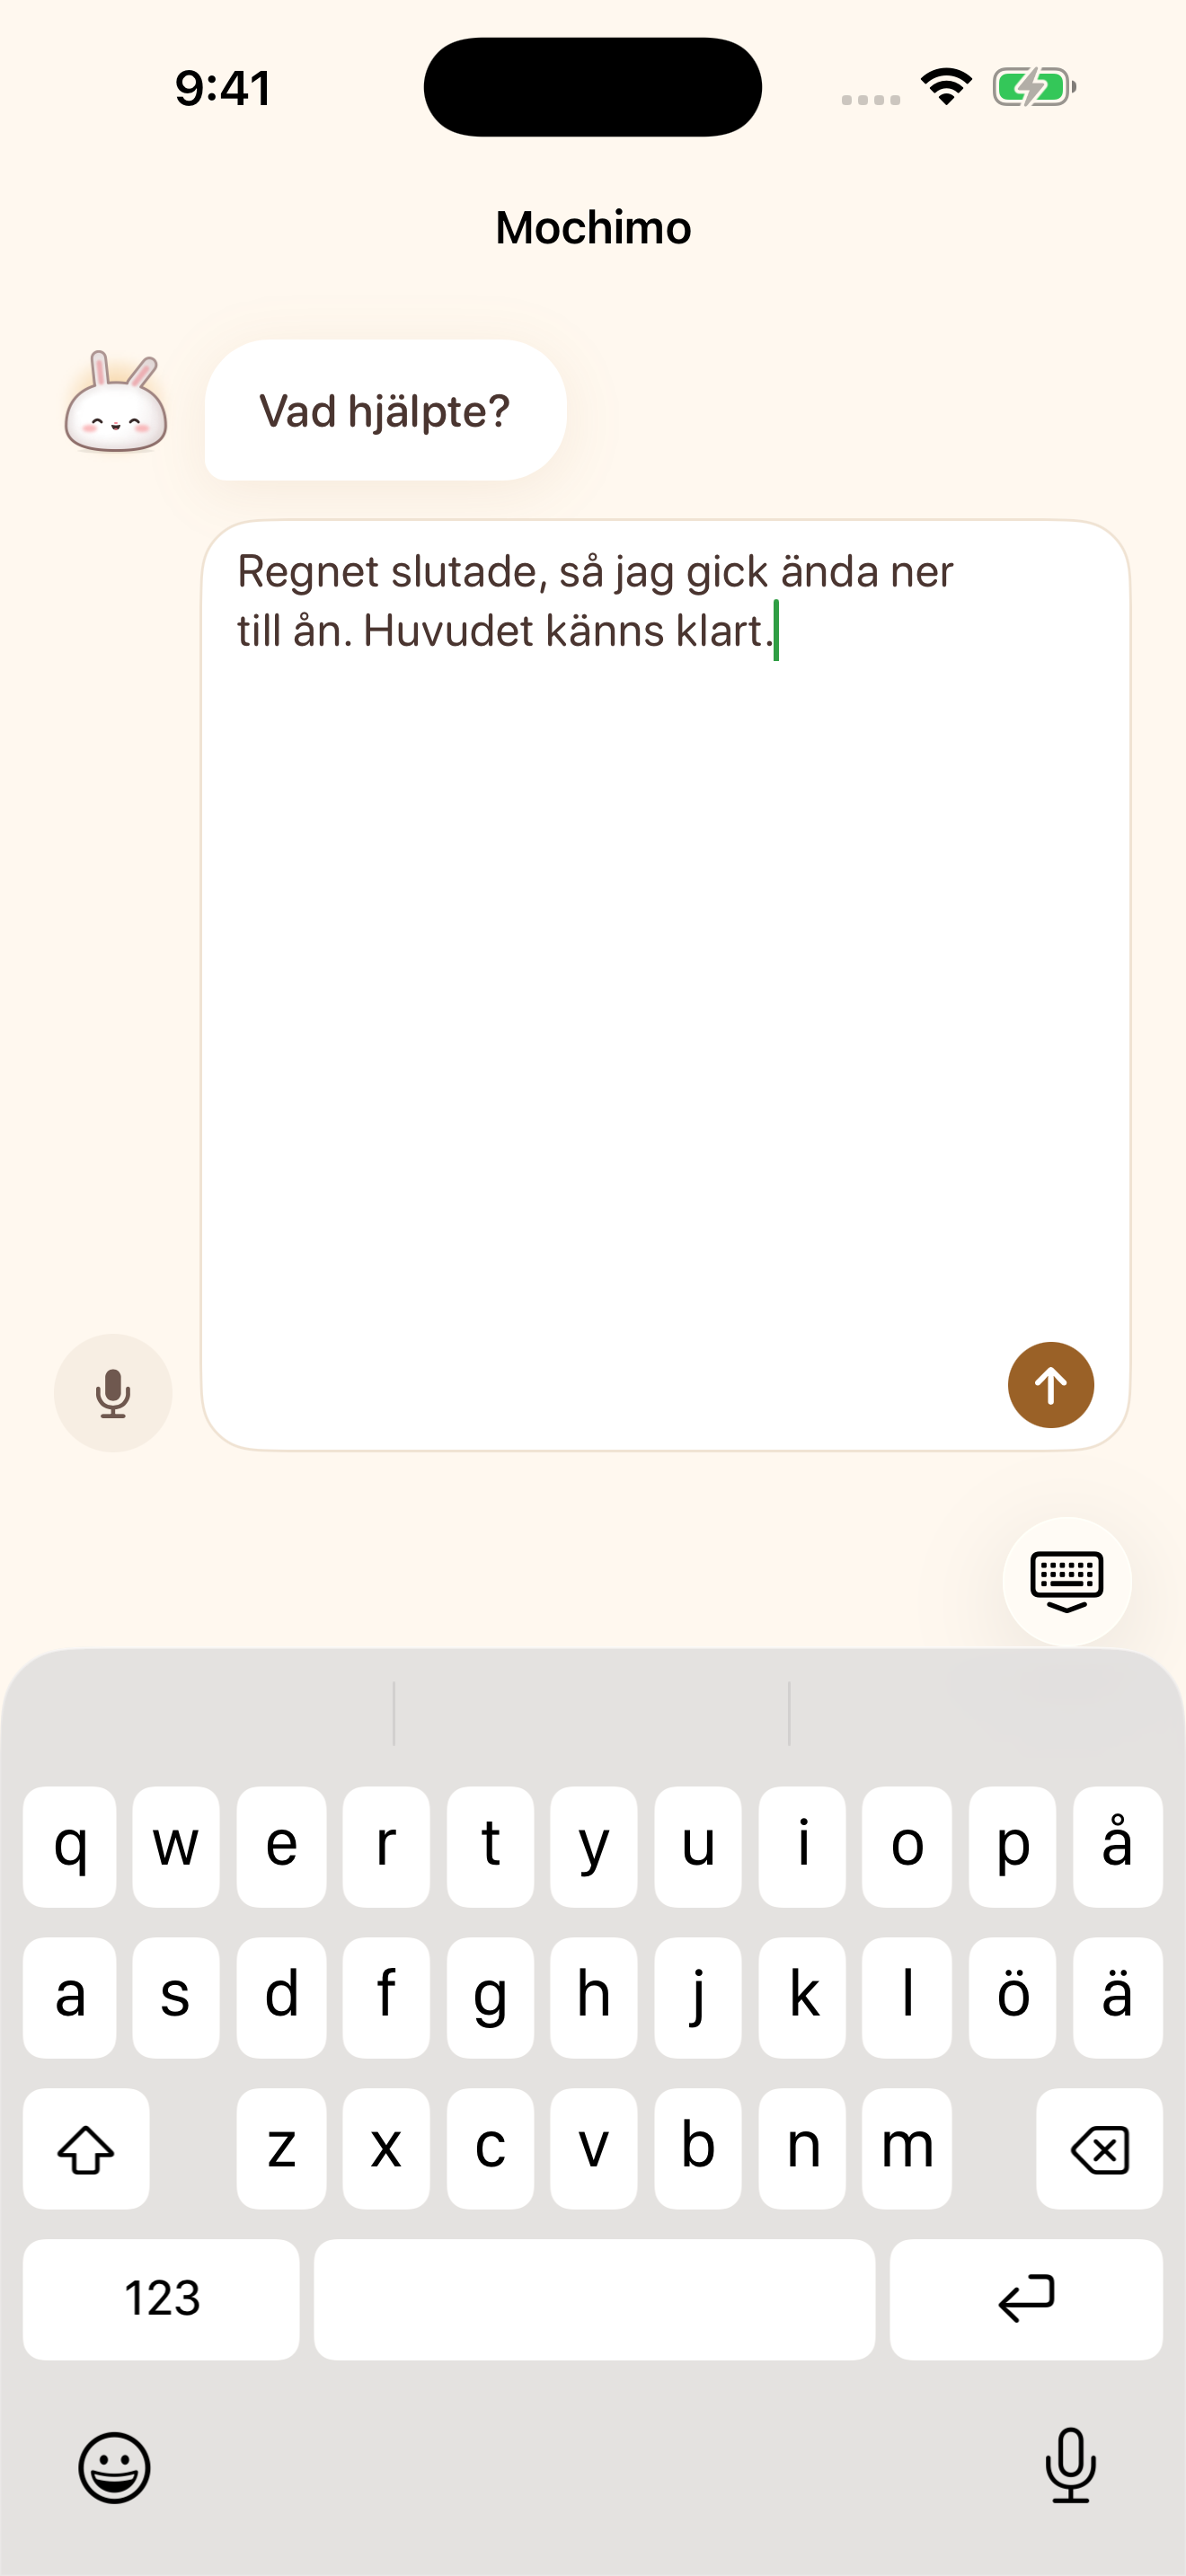 9:41
Mochimo
Vad hjälpte?
Regnet slutade, så jag gick ända ner
till ån. Huvudet känns klart.
q w e r t y u i o p å
a s d f g h j k l ö ä
z x c v b n m
123